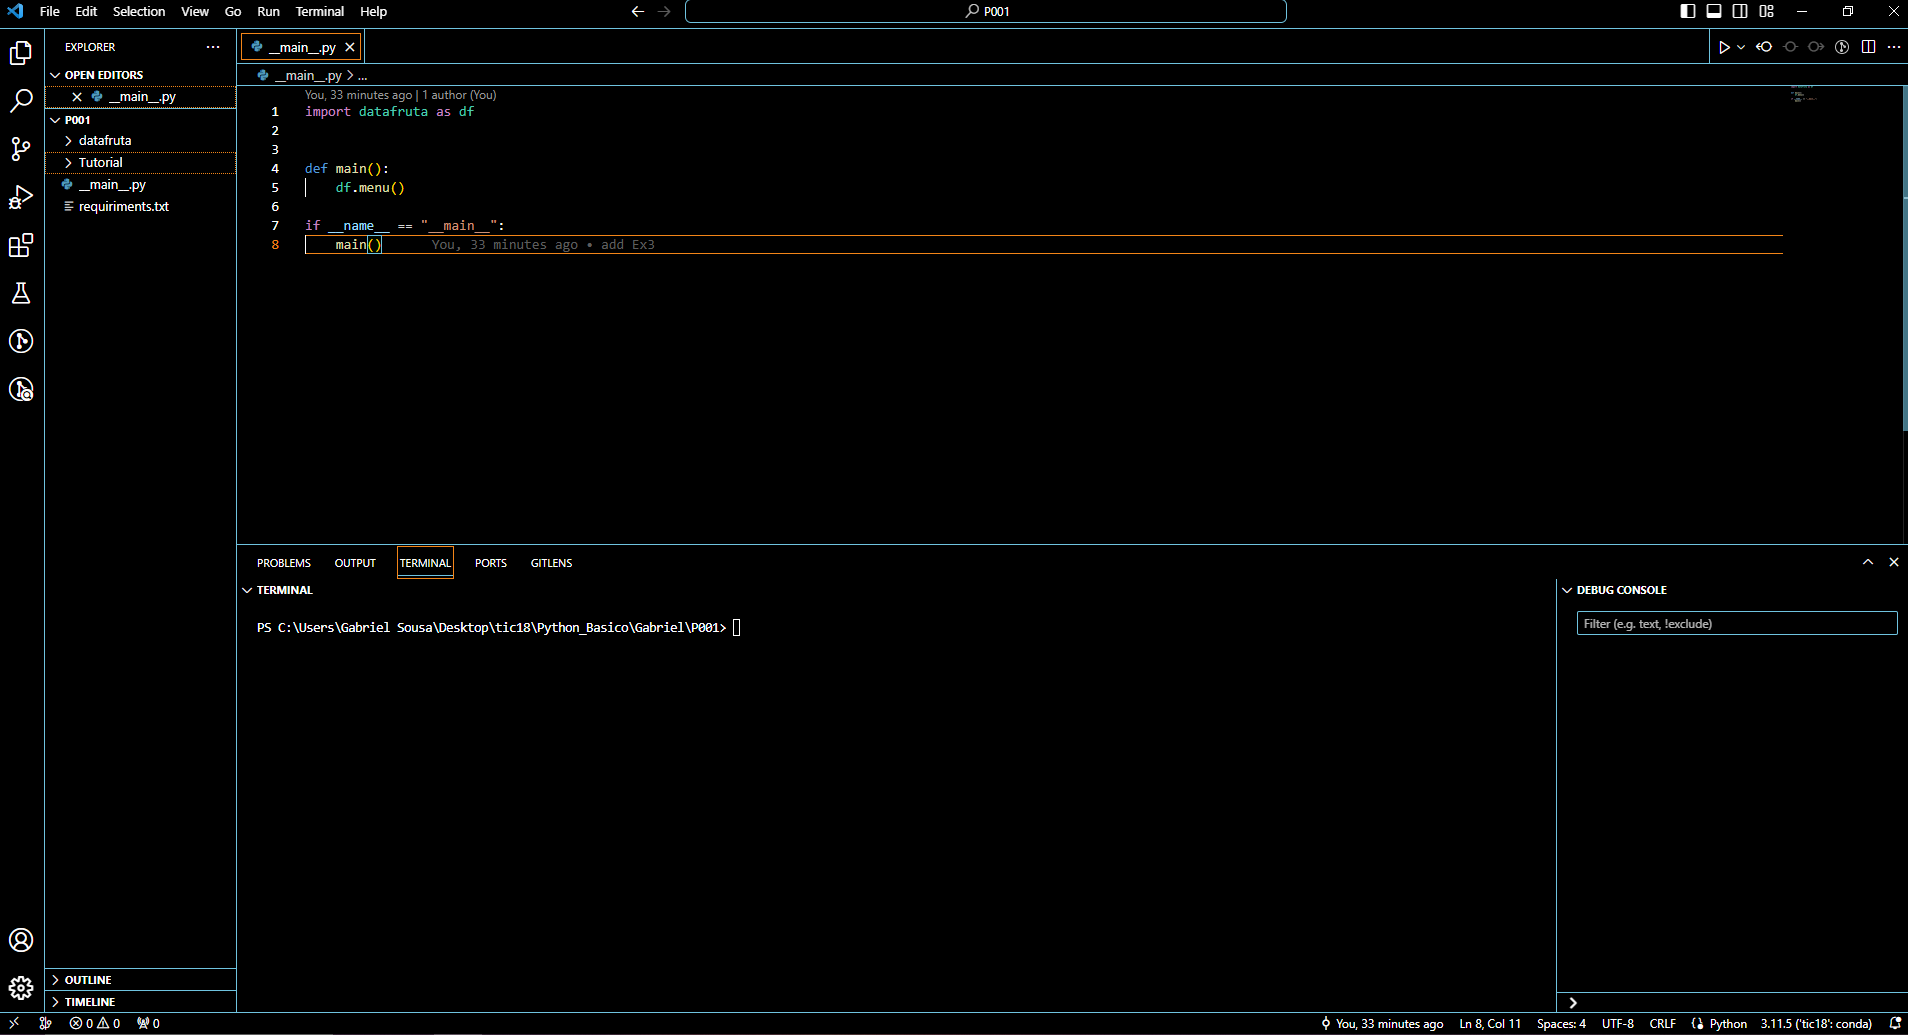 File Edit Selection View Go Run Terminal Help
P001
EXPLORER
OPEN EDITORS
__main__.py
P001
datafruta
Tutorial
__main__.py
requiriments.txt
OUTLINE
TIMELINE
__main__.py
__main__.py > ...
You, 33 minutes ago | 1 author (You)
1 import datafruta as df
2
3
4 def main():
5     df.menu()
6
7 if __name__ == "__main__":
8     main()     You, 33 minutes ago • add Ex3
PROBLEMS OUTPUT TERMINAL PORTS GITLENS
TERMINAL
PS C:\Users\Gabriel Sousa\Desktop\tic18\Python_Basico\Gabriel\P001>
DEBUG CONSOLE
Filter (e.g. text, !exclude)
0 0 0 You, 33 minutes ago Ln 8, Col 11 Spaces: 4 UTF-8 CRLF Python 3.11.5 ('tic18': conda)